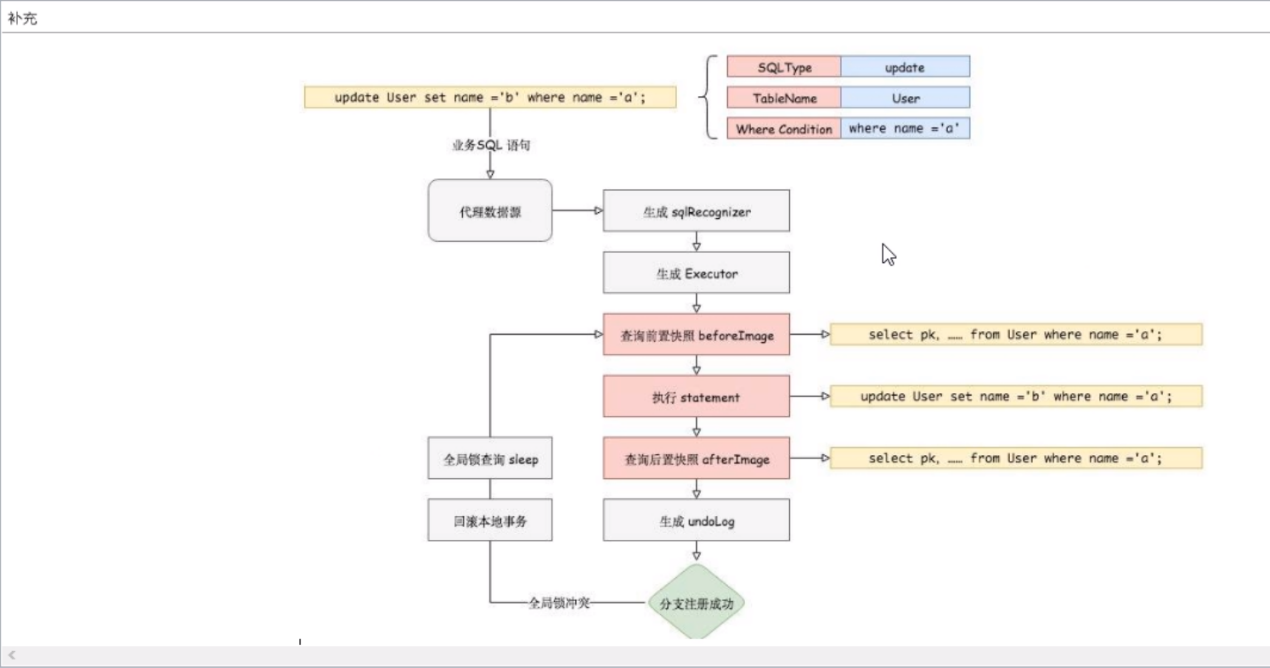 补充
update User set name ='b' where name ='a';
SQLType update
TableName User
Where Condition where name ='a'
业务SQL 语句
代理数据源
生成 sqlRecognizer
生成 Executor
查询前置快照 beforeImage
select pk, …… from User where name ='a';
执行 statement
update User set name ='b' where name ='a';
全局锁查询 sleep
查询后置快照 afterImage
select pk, …… from User where name ='a';
回滚本地事务
生成 undoLog
全局锁冲突
分支注册成功